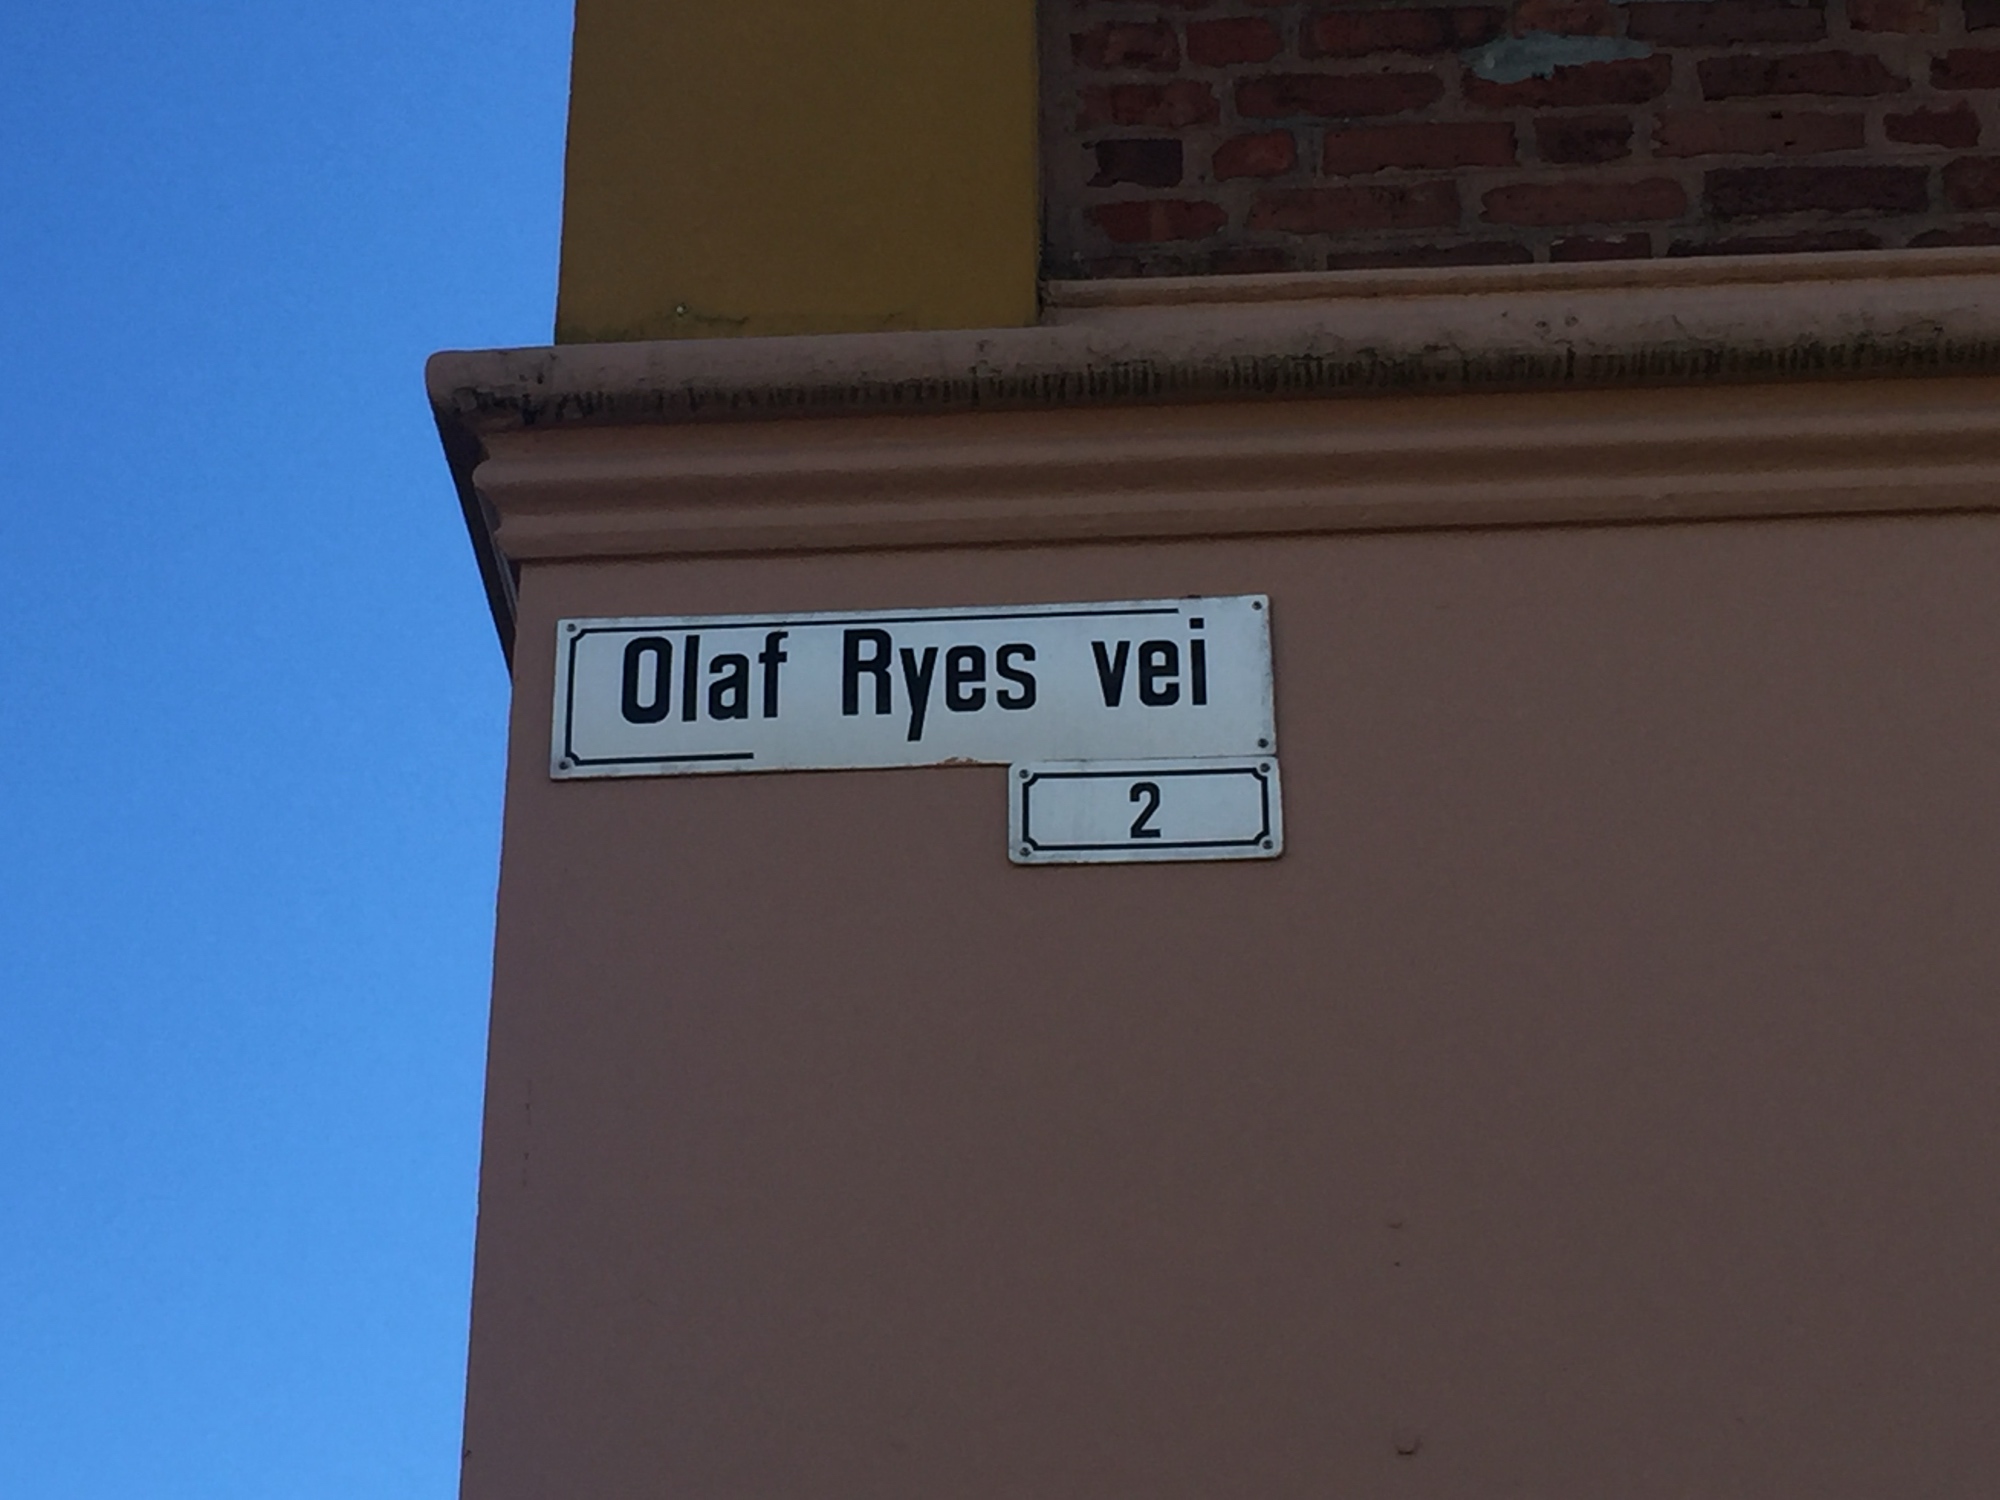 Olaf Ryes vei
2